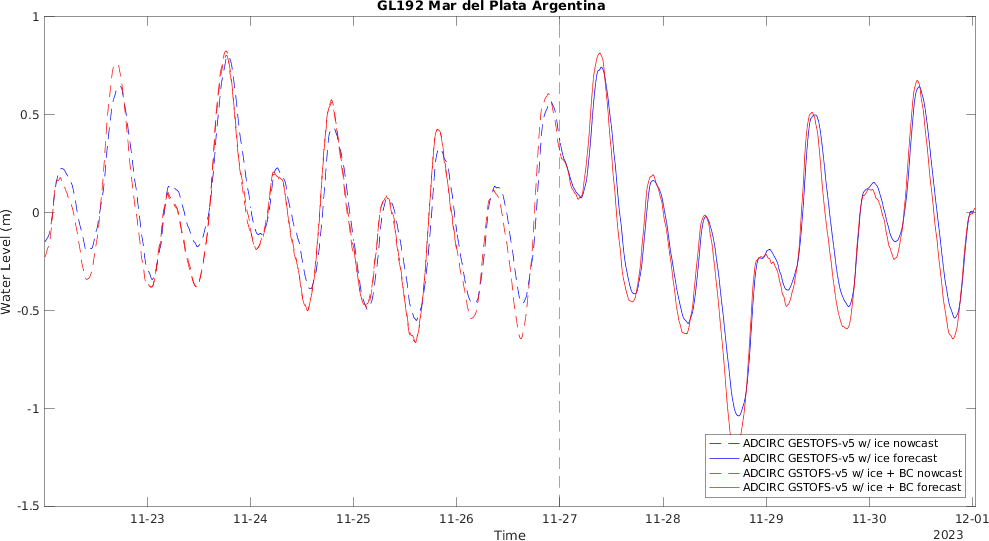 GL192 Mar del Plata Argentina
1
0.5
0
-0.5
-1
-1.5
Water Level (m)
ADCIRC GESTOFS-v5 w/ ice nowcast
ADCIRC GESTOFS-v5 w/ ice forecast
ADCIRC GSTOFS-v5 w/ ice + BC nowcast
ADCIRC GSTOFS-v5 w/ ice + BC forecast
11-23 11-24 11-25 11-26 11-27 11-28 11-29 11-30 12-01
Time
2023